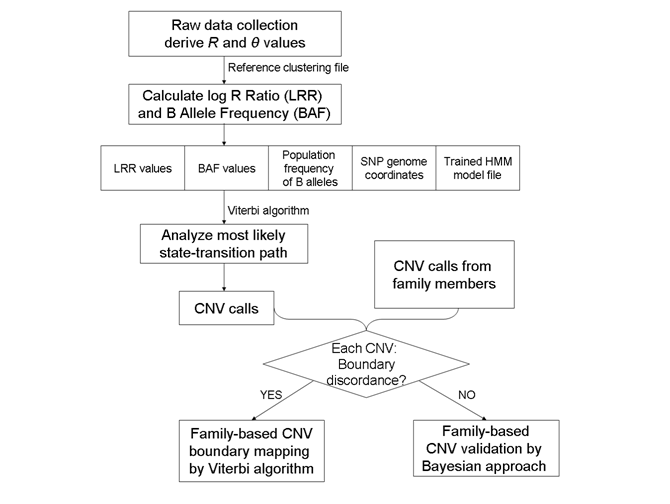 Raw data collection
derive R and θ values
Reference clustering file
Calculate log R Ratio (LRR)
and B Allele Frequency (BAF)
LRR values
BAF values
Population
frequency
of B alleles
SNP genome
coordinates
Trained HMM
model file
Viterbi algorithm
Analyze most likely
state-transition path
CNV calls
CNV calls from
family members
Each CNV:
Boundary
discordance?
YES
NO
Family-based CNV
boundary mapping
by Viterbi algorithm
Family-based
CNV validation by
Bayesian approach